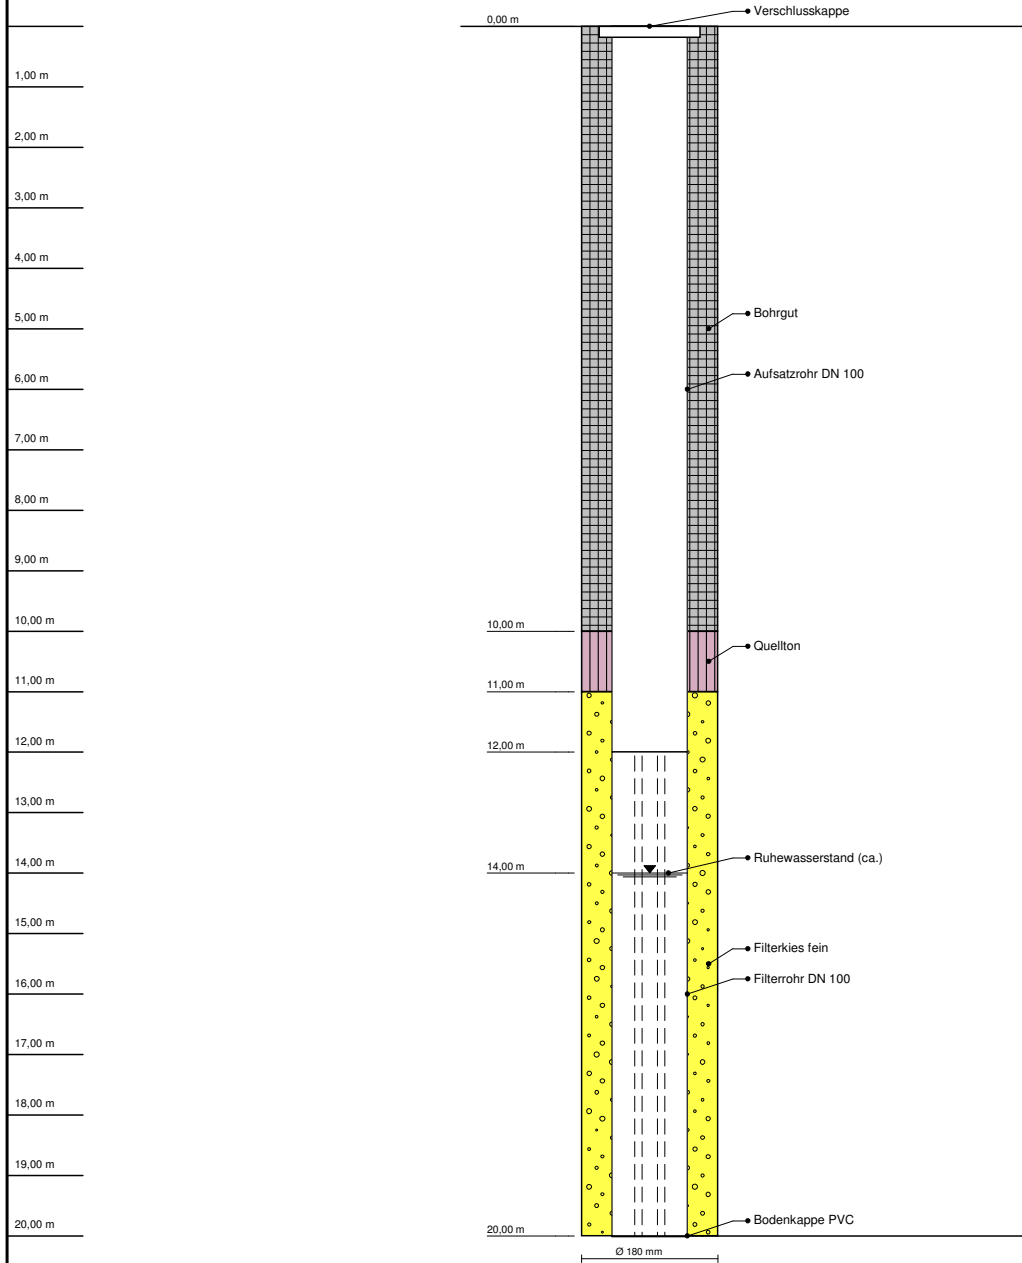 Verschlusskappe
0,00 m
1,00 m
2,00 m
3,00 m
4,00 m
5,00 m
Bohrgut
6,00 m
Aufsatzrohr DN 100
7,00 m
8,00 m
9,00 m
10,00 m
10,00 m
Quellton
11,00 m
11,00 m
12,00 m
12,00 m
13,00 m
14,00 m
14,00 m
Ruhewasserstand (ca.)
15,00 m
Filterkies fein
16,00 m
Filterrohr DN 100
17,00 m
18,00 m
19,00 m
20,00 m
20,00 m
Bodenkappe PVC
Ø 180 mm